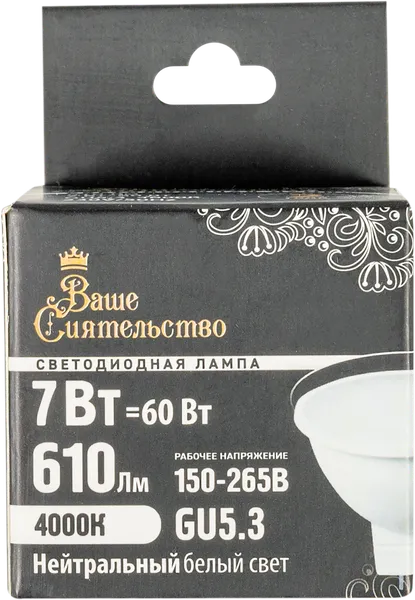 Ваше
Сиятельство
СВЕТОДИОДНАЯ ЛАМПА
7 Вт = 60 Вт
610 Лм
РАБОЧЕЕ НАПРЯЖЕНИЕ
150-265В
4000К
GU5.3
Нейтральный белый свет